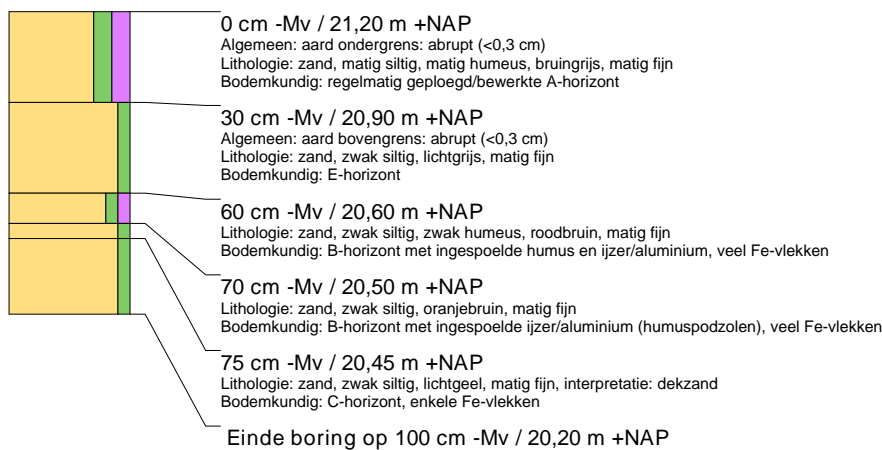 0 cm -Mv / 21,20 m +NAP
Algemeen: aard ondergrens: abrupt (<0,3 cm)
Lithologie: zand, matig siltig, matig humeus, bruingrijs, matig fijn
Bodemkundig: regelmatig geploegd/bewerkte A-horizont
30 cm -Mv / 20,90 m +NAP
Algemeen: aard bovengrens: abrupt (<0,3 cm)
Lithologie: zand, zwak siltig, lichtgrijs, matig fijn
Bodemkundig: E-horizont
60 cm -Mv / 20,60 m +NAP
Lithologie: zand, zwak siltig, zwak humeus, roodbruin, matig fijn
Bodemkundig: B-horizont met ingespoelde humus en ijzer/aluminium, veel Fe-vlekken
70 cm -Mv / 20,50 m +NAP
Lithologie: zand, zwak siltig, oranjebruin, matig fijn
Bodemkundig: B-horizont met ingespoelde ijzer/aluminium (humuspodzolen), veel Fe-vlekken
75 cm -Mv / 20,45 m +NAP
Lithologie: zand, zwak siltig, lichtgeel, matig fijn, interpretatie: dekzand
Bodemkundig: C-horizont, enkele Fe-vlekken
Einde boring op 100 cm -Mv / 20,20 m +NAP